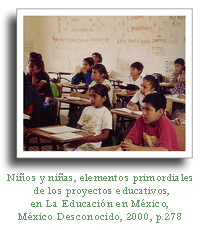 Niños y niñas, elementos primordiales
de los proyectos educativos,
en La Educación en México,
México Desconocido, 2000, p.278